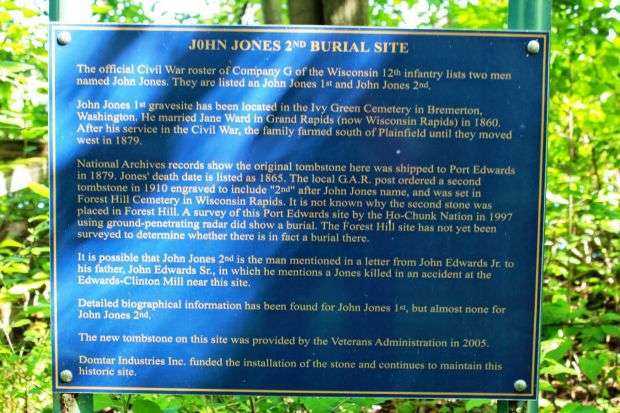 J0HN JONES 2ND BURIAL SITE
The official Civil War roster of Company G of the Wisconsin 12th infantry lists two men
named John Jones. They are listed an John Jones 1st and John Jones 2nd.
John Jones 1st gravesite has been located in the Ivy Green Cemetery in Bremerton,
Washington. He married Jane Ward in Grand Rapids (now Wisconsin Rapids) in 1860.
After his service in the Civil War, the family farmed south of Plainfield until they moved
west in 1879.
National Archives records show the original tombstone here was shipped to Port Edwards
in 1879. Jones' death date is listed as 1865. The local G.A.R. post ordered a second
tombstone in 1910 engraved to include "2nd" after John Jones name, and was set in
Forest Hill Cemetery in Wisconsin Rapids. It is not known why the second stone was
placed in Forest Hill. A survey of this Port Edwards site by the Ho-Chunk Nation in 1997
using ground-penetrating radar did show a burial. The Forest Hill site has not yet been
surveyed to determine whether there is in fact a burial there.
It is possible that John Jones 2nd is the man mentioned in a letter from John Edwards Jr. to
his father, John Edwards Sr., in which he mentions a Jones killed in an accident at the
Edwards-Clinton Mill near this site.
Detailed biographical information has been found for John Jones 1st, but almost none for
John Jones 2nd.
The new tombstone on this site was provided by the Veterans Administration in 2005.
Domtar Industries Inc. funded the installation of the stone and continues to maintain this
historic site.